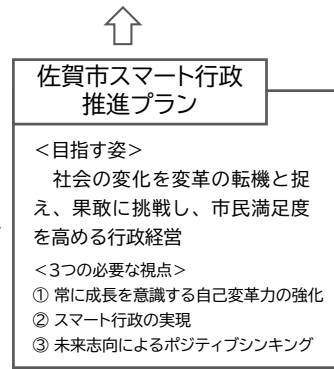 佐賀市スマート行政
推進プラン
＜目指す姿＞
　社会の変化を変革の転機と捉
え、果敢に挑戦し、市民満足度
を高める行政経営
＜3つの必要な視点＞
① 常に成長を意識する自己変革力の強化
② スマート行政の実現
③ 未来志向によるポジティブシンキング